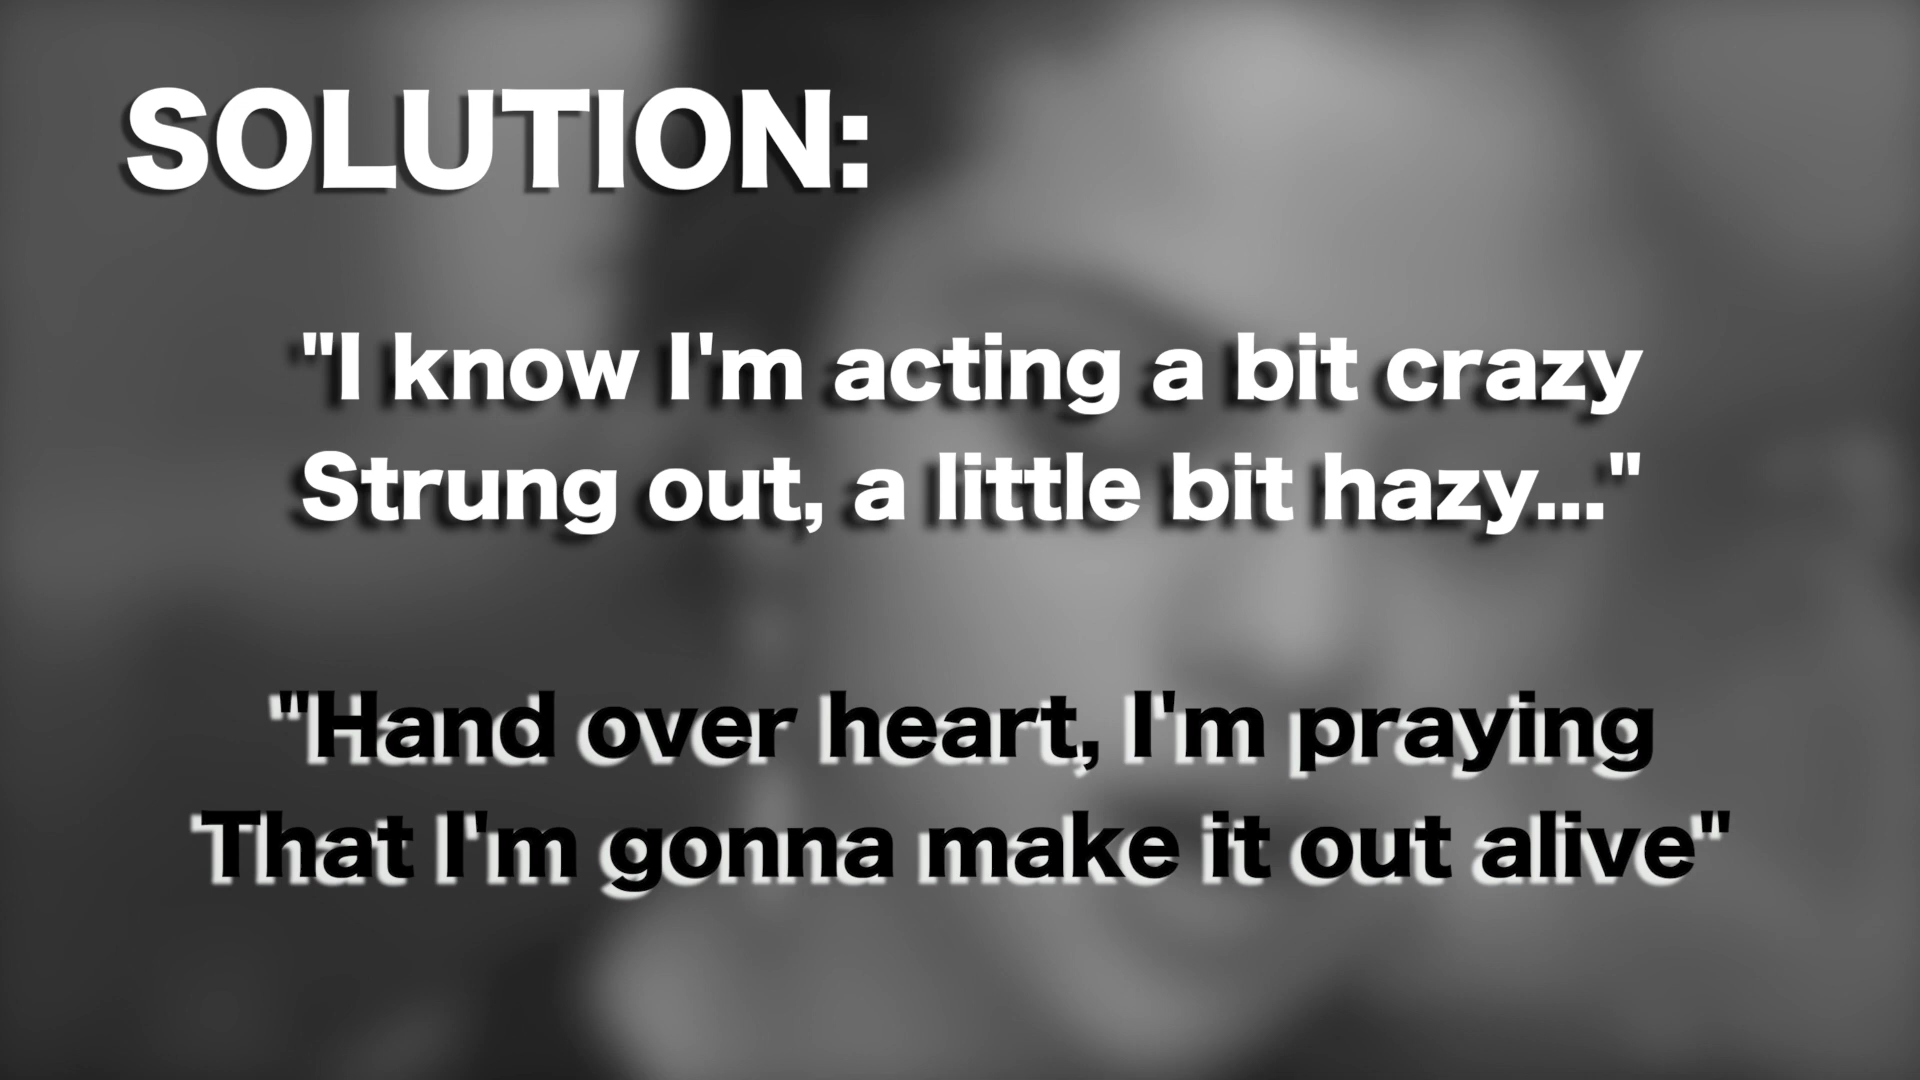 SOLUTION:
"I know I'm acting a bit crazy
Strung out, a little bit hazy..."
"Hand over heart, I'm praying
That I'm gonna make it out alive"